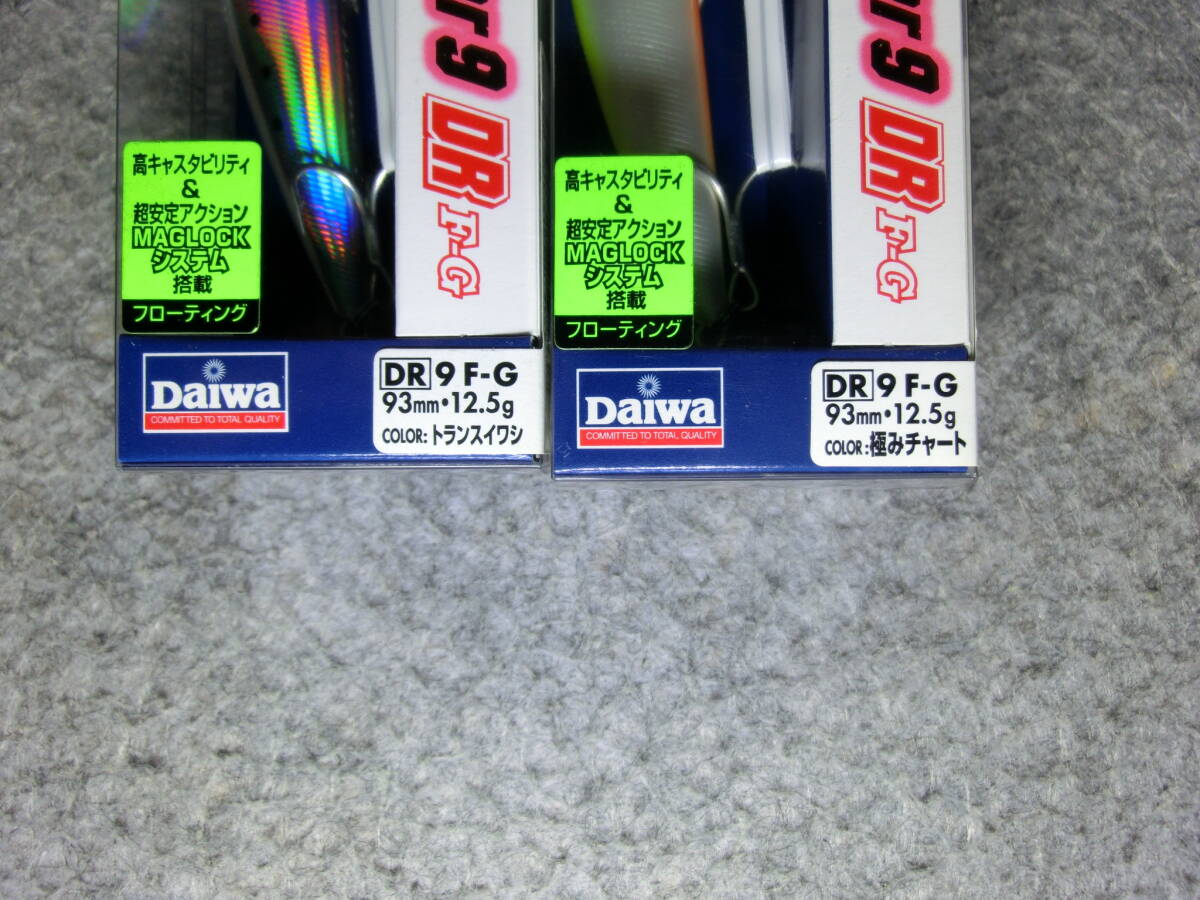 r9 DR F-G
高キャスタビリティ
&
超安定アクション
MAGLOCK
システム
搭載
フローティング
Daiwa
COMMITTED TO TOTAL QUALITY
DR 9 F-G
93mm・12.5g
COLOR:トランスイワシ
r9 DR F-G
高キャスタビリティ
&
超安定アクション
MAGLOCK
システム
搭載
フローティング
Daiwa
COMMITTED TO TOTAL QUALITY
DR 9 F-G
93mm・12.5g
COLOR:極みチャート